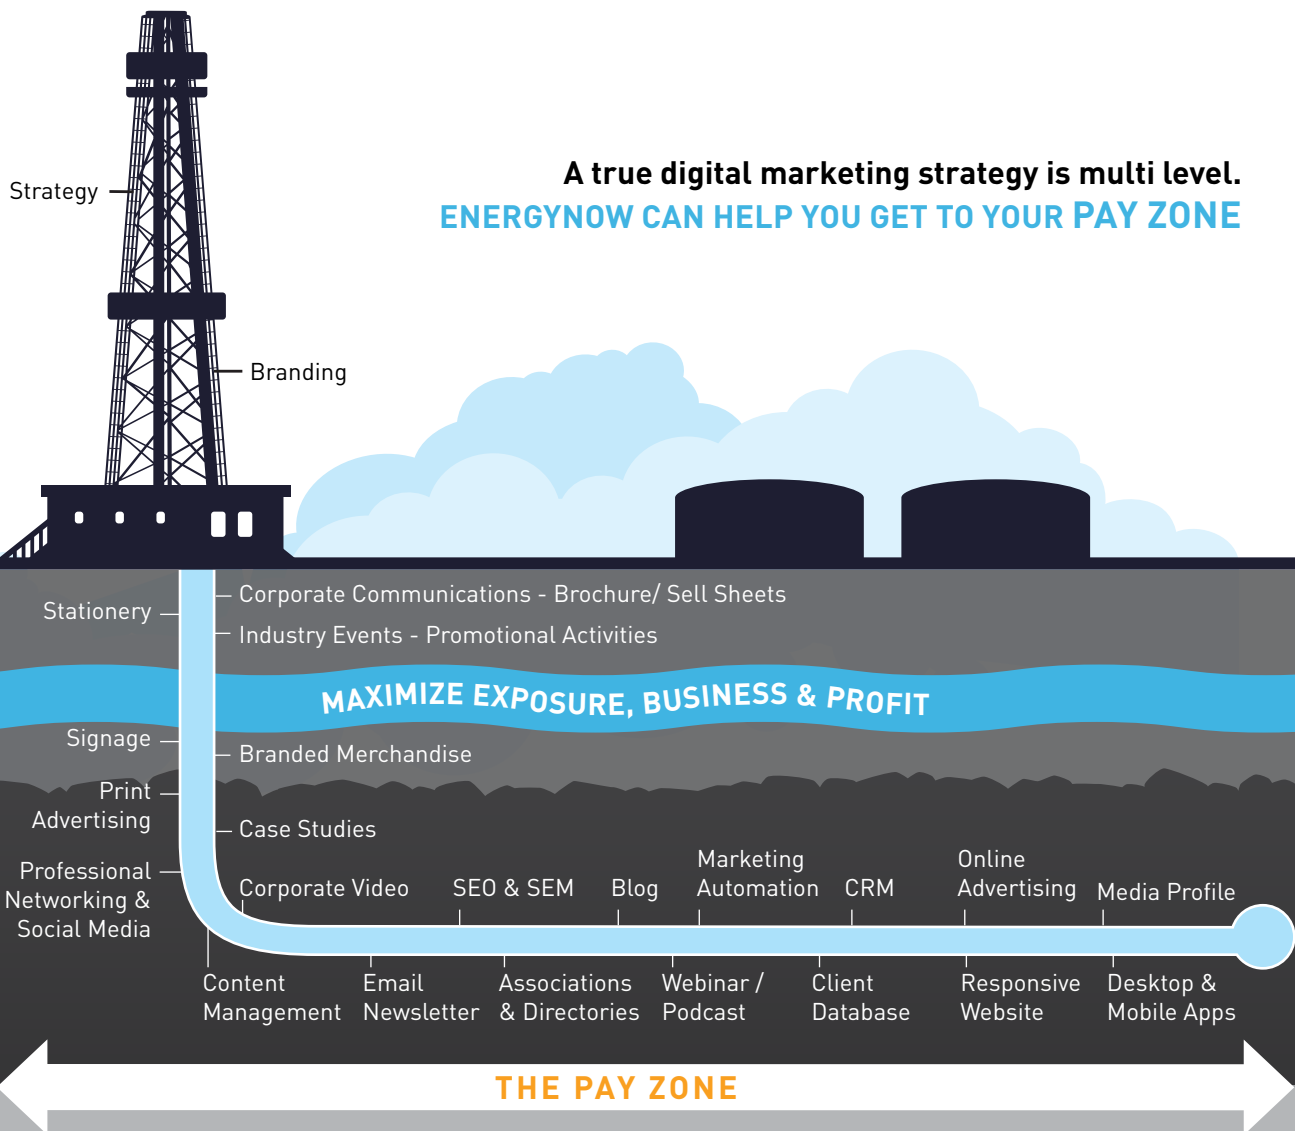 A true digital marketing strategy is multi level.
ENERGYNOW CAN HELP YOU GET TO YOUR PAY ZONE
Strategy
Branding
Stationery
Corporate Communications - Brochure/ Sell Sheets
Industry Events - Promotional Activities
MAXIMIZE EXPOSURE, BUSINESS & PROFIT
Signage
Branded Merchandise
Print
Advertising
Case Studies
Professional
Networking &
Social Media
Corporate Video
SEO & SEM
Blog
Marketing
Automation
CRM
Online
Advertising
Media Profile
Content
Management
Email
Newsletter
Associations
& Directories
Webinar /
Podcast
Client
Database
Responsive
Website
Desktop &
Mobile Apps
THE PAY ZONE